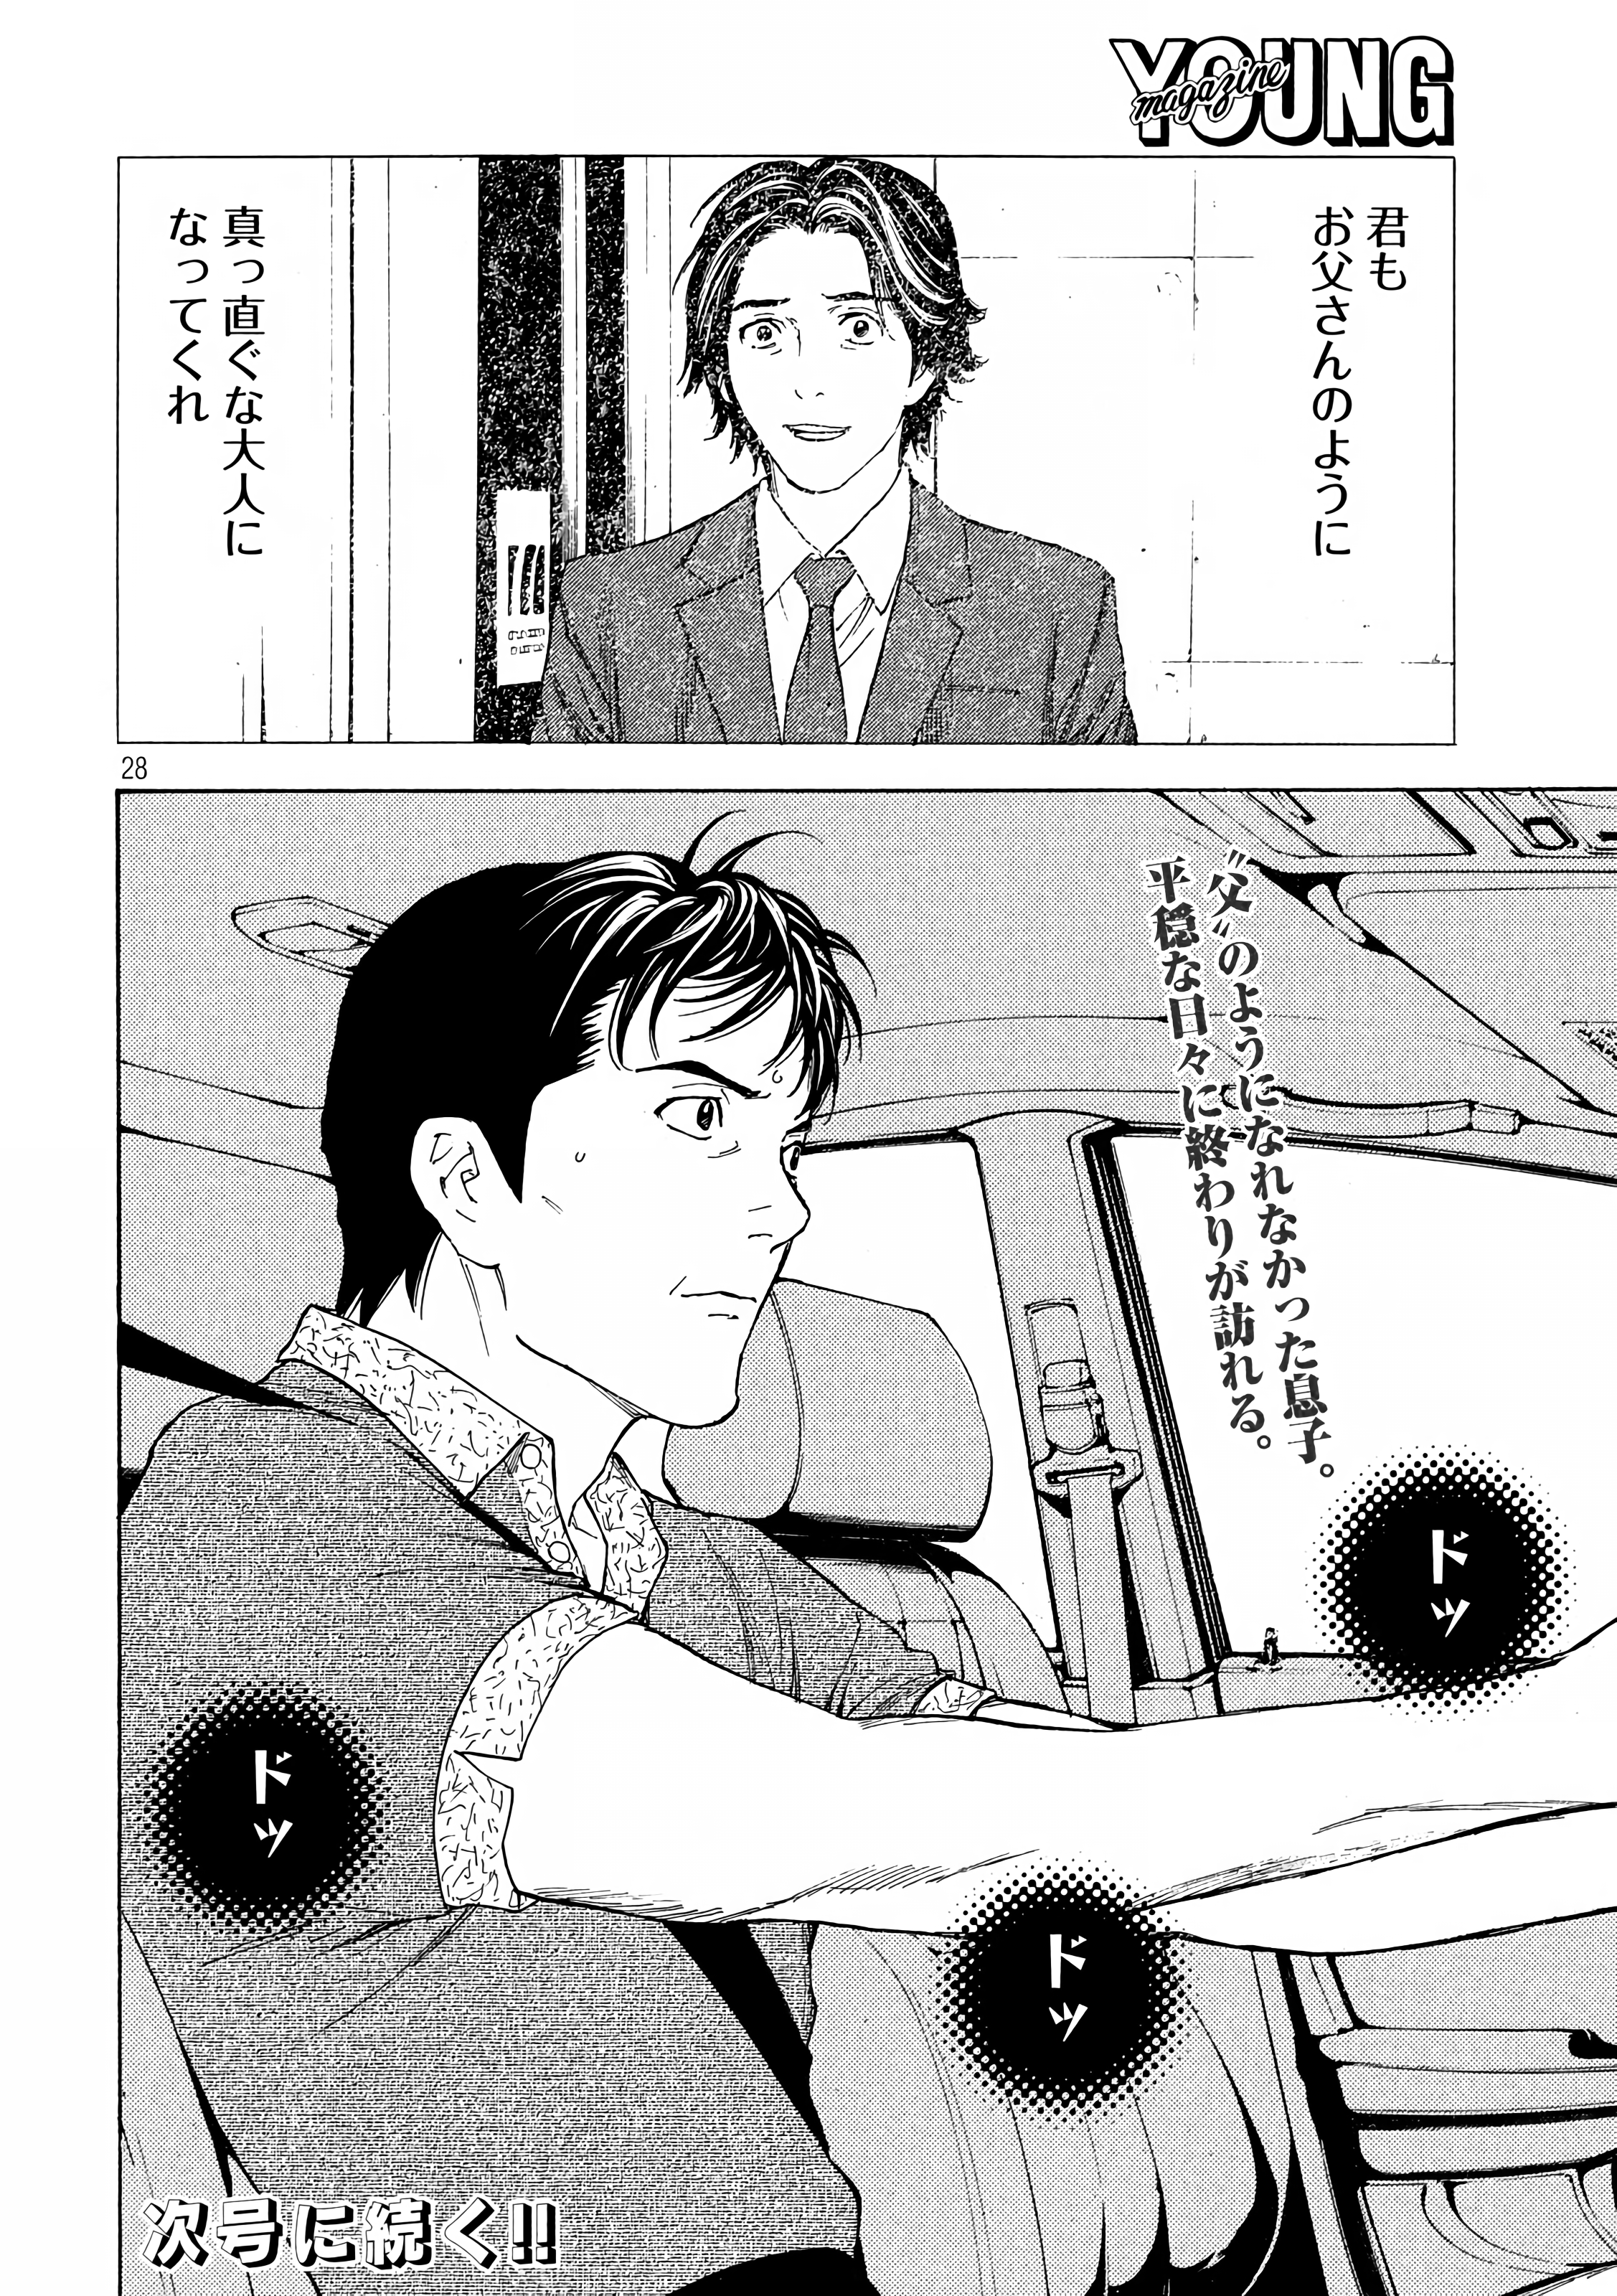 YOUNG
magazine
君も
お父さんのように
真っ直ぐな大人に
なってくれ
28
〝父〟のようになれなかった息子。
平穏な日々に終わりが訪れる。
ドッ
ドッ
ドッ
次号に続く!!